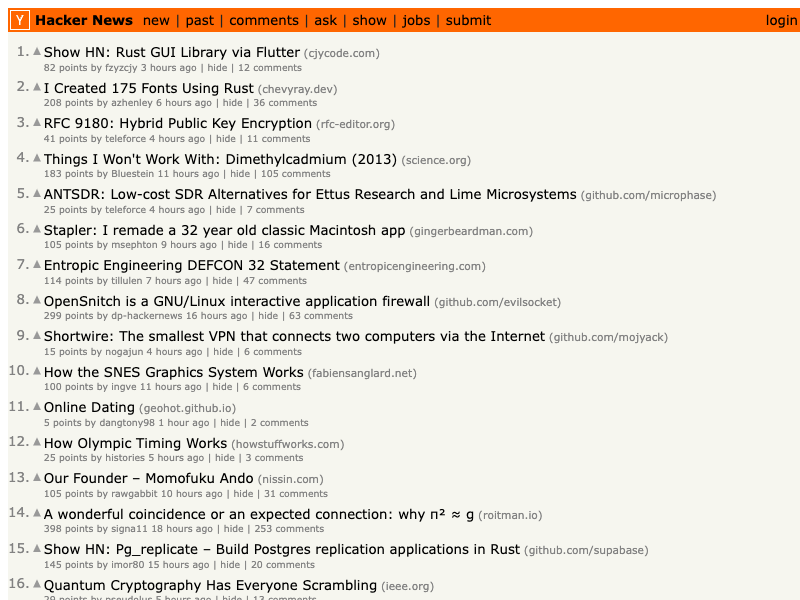 Y Hacker News new | past | comments | ask | show | jobs | submit login
1. ▲ Show HN: Rust GUI Library via Flutter (cjycode.com)
82 points by fzyzcjy 3 hours ago | hide | 12 comments
2. ▲ I Created 175 Fonts Using Rust (chevyray.dev)
208 points by azhenley 6 hours ago | hide | 36 comments
3. ▲ RFC 9180: Hybrid Public Key Encryption (rfc-editor.org)
41 points by teleforce 4 hours ago | hide | 11 comments
4. ▲ Things I Won't Work With: Dimethylcadmium (2013) (science.org)
183 points by Bluestein 11 hours ago | hide | 105 comments
5. ▲ ANTSDR: Low-cost SDR Alternatives for Ettus Research and Lime Microsystems (github.com/microphase)
25 points by teleforce 4 hours ago | hide | 7 comments
6. ▲ Stapler: I remade a 32 year old classic Macintosh app (gingerbeardman.com)
105 points by msephton 9 hours ago | hide | 16 comments
7. ▲ Entropic Engineering DEFCON 32 Statement (entropicengineering.com)
114 points by tillulen 7 hours ago | hide | 47 comments
8. ▲ OpenSnitch is a GNU/Linux interactive application firewall (github.com/evilsocket)
299 points by dp-hackernews 16 hours ago | hide | 63 comments
9. ▲ Shortwire: The smallest VPN that connects two computers via the Internet (github.com/mojyack)
15 points by nogajun 4 hours ago | hide | 6 comments
10. ▲ How the SNES Graphics System Works (fabiensanglard.net)
100 points by ingve 11 hours ago | hide | 6 comments
11. ▲ Online Dating (geohot.github.io)
5 points by dangtony98 1 hour ago | hide | 2 comments
12. ▲ How Olympic Timing Works (howstuffworks.com)
25 points by histories 5 hours ago | hide | 3 comments
13. ▲ Our Founder – Momofuku Ando (nissin.com)
105 points by rawgabbit 10 hours ago | hide | 31 comments
14. ▲ A wonderful coincidence or an expected connection: why π² ≈ g (roitman.io)
398 points by signa11 18 hours ago | hide | 253 comments
15. ▲ Show HN: Pg_replicate – Build Postgres replication applications in Rust (github.com/supabase)
145 points by imor80 15 hours ago | hide | 20 comments
16. ▲ Quantum Cryptography Has Everyone Scrambling (ieee.org)
29 points by pseudolus 5 hours ago | hide | 13 comments